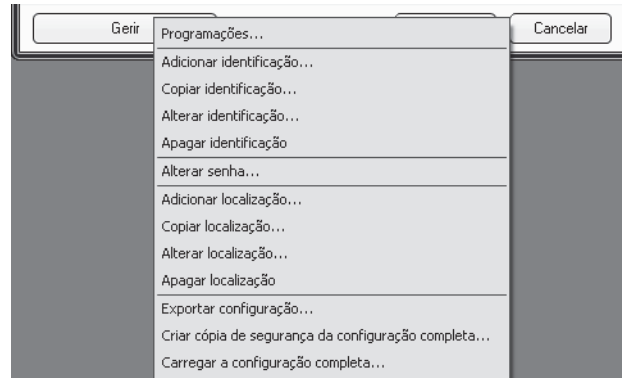 Gerir
Cancelar
Programações...
Adicionar identificação...
Copiar identificação...
Alterar identificação...
Apagar identificação
Alterar senha...
Adicionar localização...
Copiar localização...
Alterar localização...
Apagar localização
Exportar configuração...
Criar cópia de segurança da configuração completa...
Carregar a configuração completa...